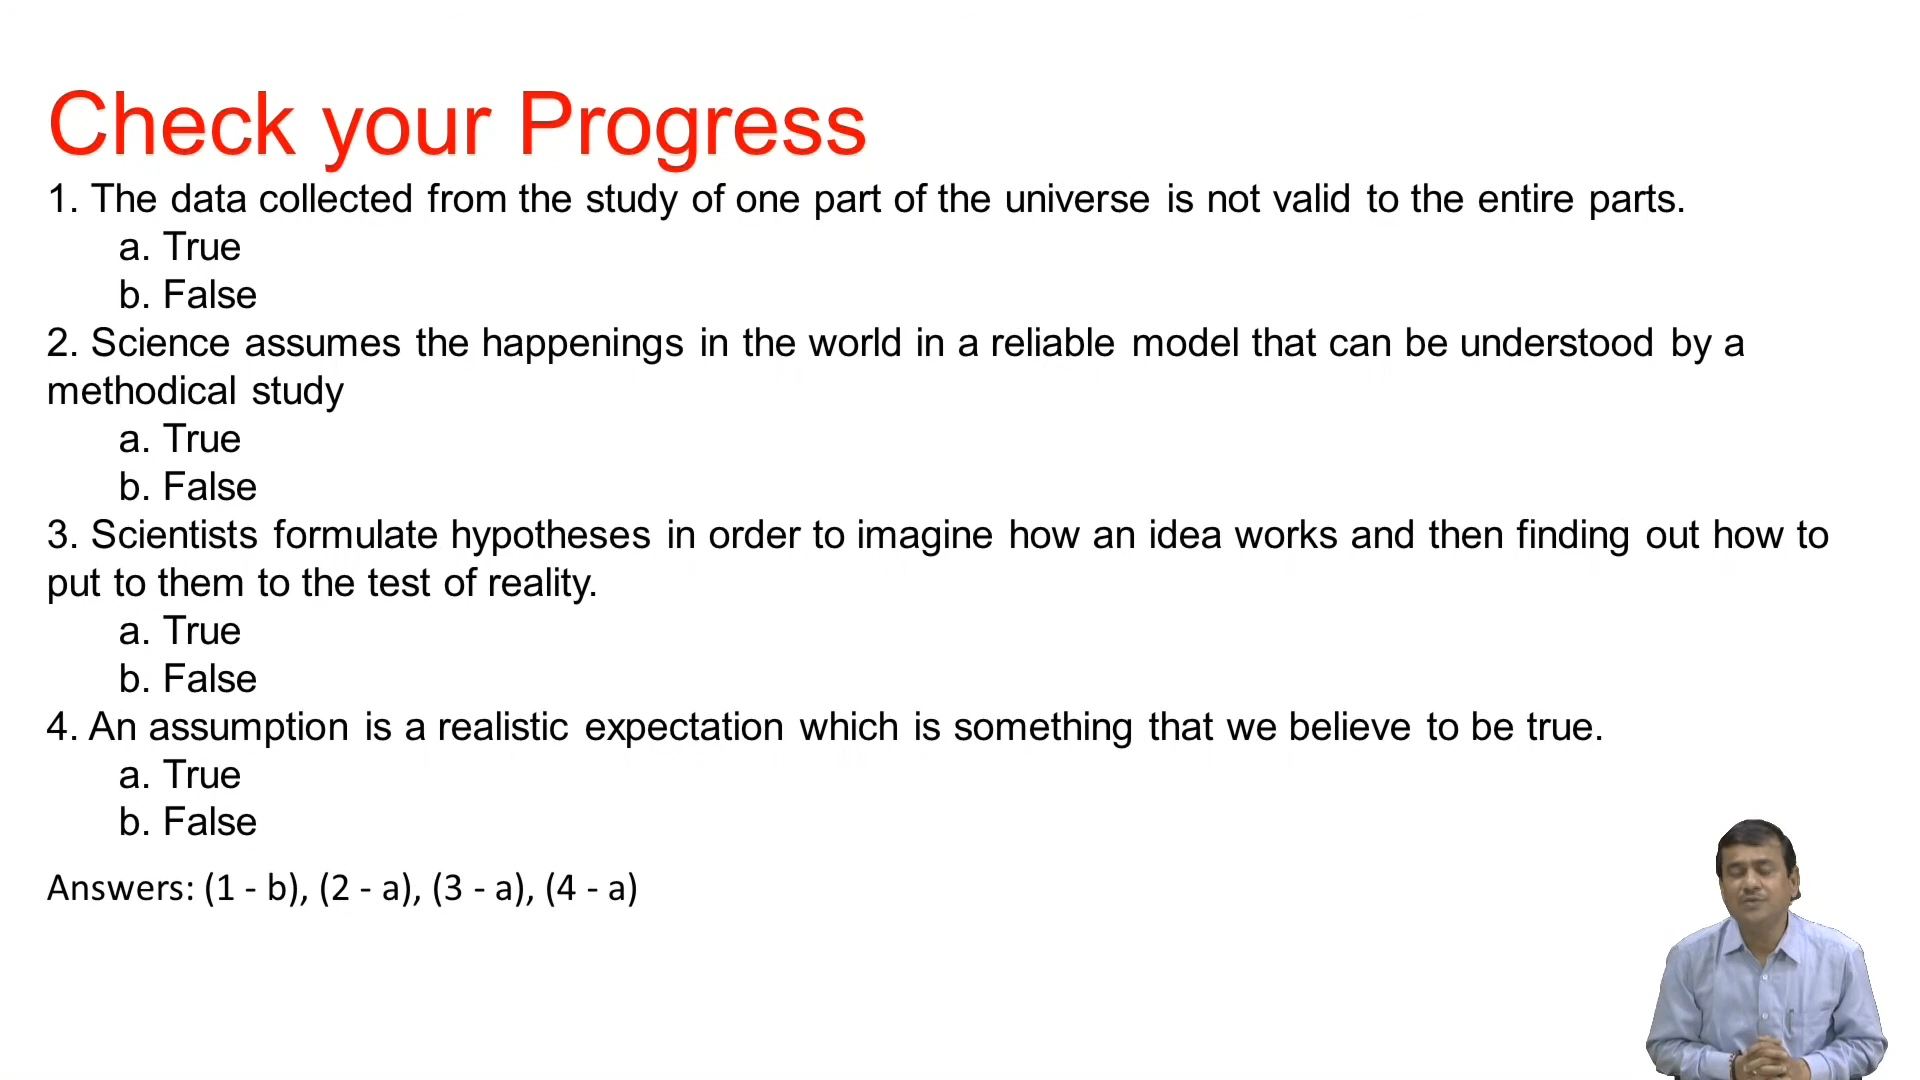 Check your Progress
1. The data collected from the study of one part of the universe is not valid to the entire parts.
a. True
b. False
2. Science assumes the happenings in the world in a reliable model that can be understood by a
methodical study
a. True
b. False
3. Scientists formulate hypotheses in order to imagine how an idea works and then finding out how to
put to them to the test of reality.
a. True
b. False
4. An assumption is a realistic expectation which is something that we believe to be true.
a. True
b. False
Answers: (1 - b), (2 - a), (3 - a), (4 - a)